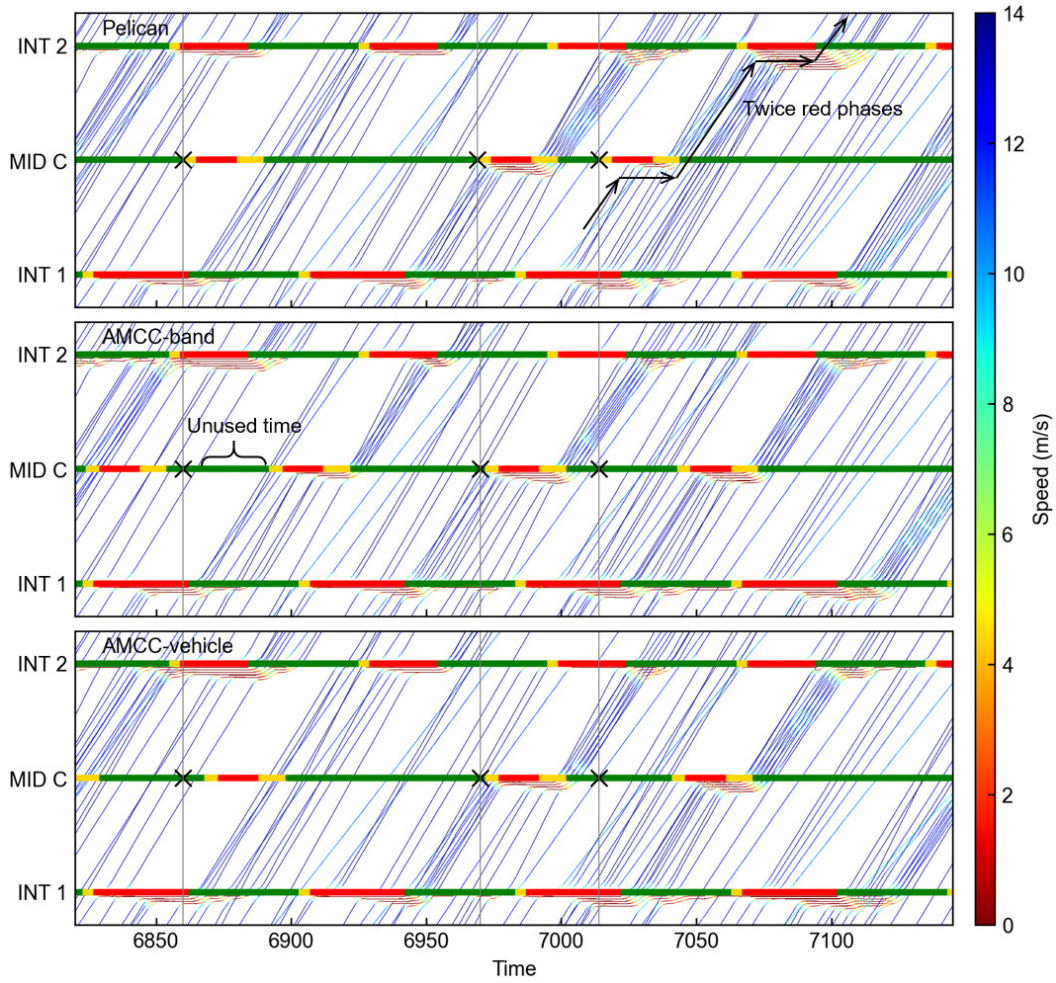 Pelican
INT 2
MID C
INT 1
Twice red phases
AMCC-band
INT 2
Unused time
MID C
INT 1
AMCC-vehicle
INT 2
MID C
INT 1
6850 6900 6950 7000 7050 7100
Time
14
12
10
8
6
4
2
0
Speed (m/s)